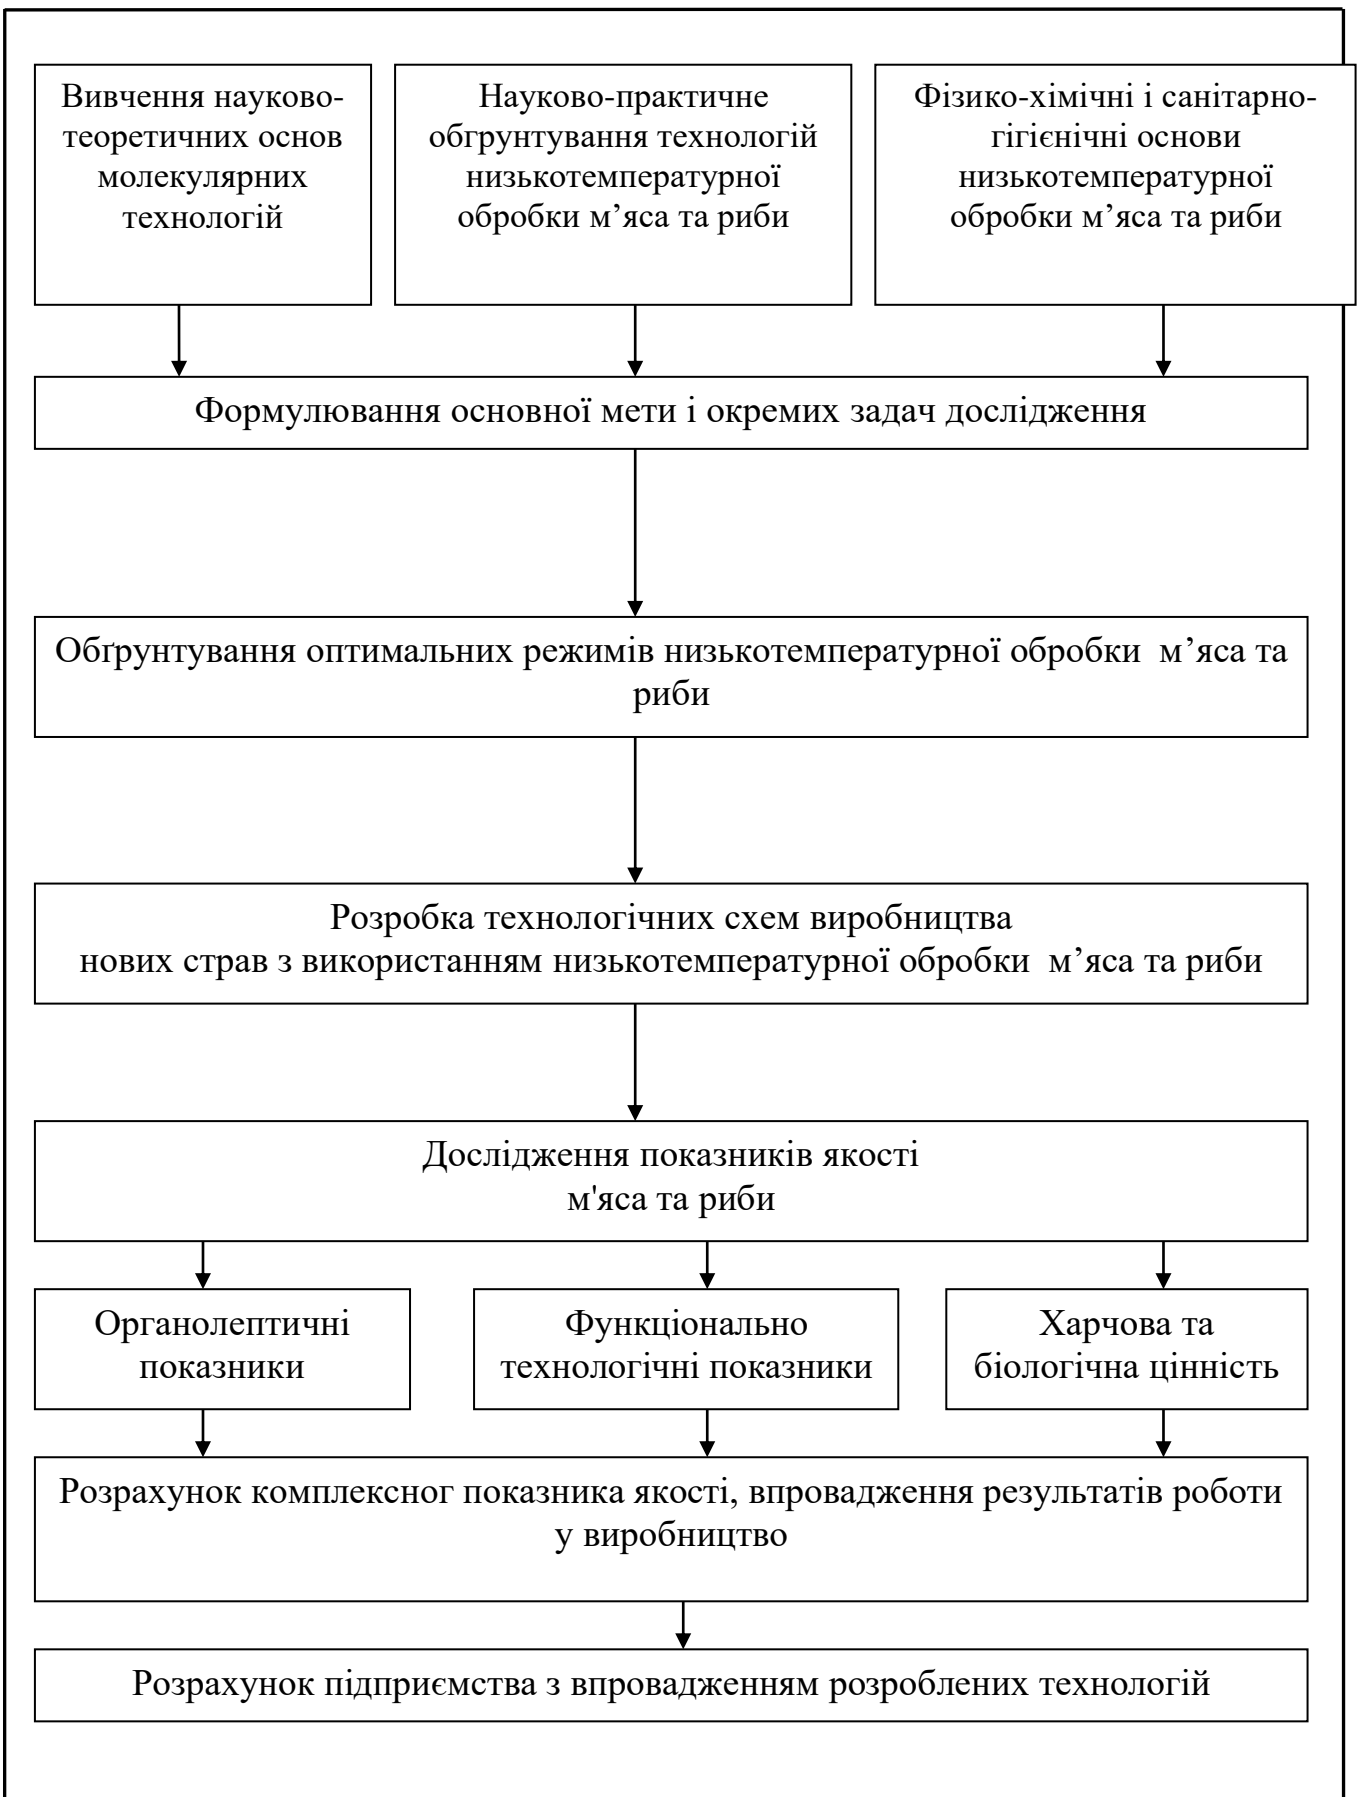 Вивчення науково-
теоретичних основ
молекулярних
технологій
Науково-практичне
обгрунтування технологій
низькотемпературної
обробки м’яса та риби
Фізико-хімічні і санітарно-
гігієнічні основи
низькотемпературної
обробки м’яса та риби
Формулювання основної мети і окремих задач дослідження
Обґрунтування оптимальних режимів низькотемпературної обробки м’яса та
риби
Розробка технологічних схем виробництва
нових страв з використанням низькотемпературної обробки м’яса та риби
Дослідження показників якості
м'яса та риби
Органолептичні
показники
Функціонально
технологічні показники
Харчова та
біологічна цінність
Розрахунок комплексног показника якості, впровадження результатів роботи
у виробництво
Розрахунок підприємства з впровадженням розроблених технологій